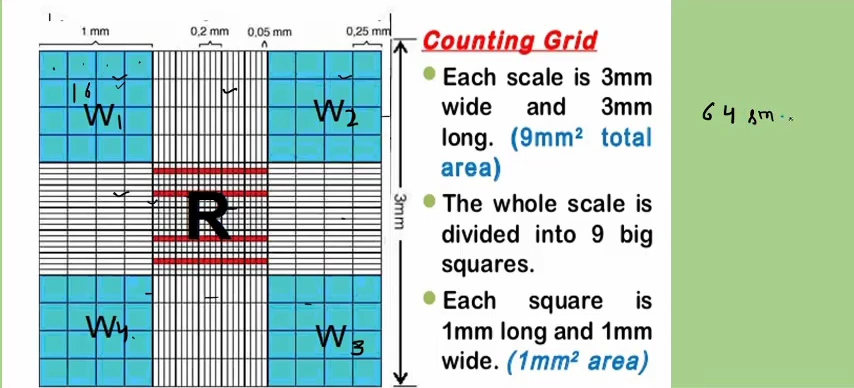 1 mm 0,2 mm 0,05 mm 0,25 mm
16
W1 W2
R
W4 W3
3mm
Counting Grid
Each scale is 3mm
wide and 3mm
long. (9mm² total
area)
The whole scale is
divided into 9 big
squares.
Each square is
1mm long and 1mm
wide. (1mm² area)
64 sm..